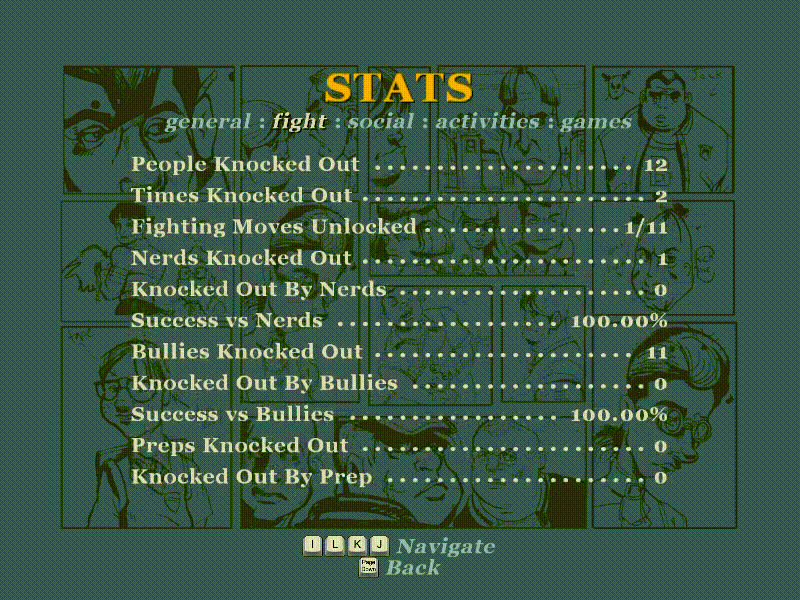 STATS
general : fight : social : activities : games
People Knocked Out ...................... 12
Times Knocked Out ........................ 2
Fighting Moves Unlocked ................. 1/11
Nerds Knocked Out ........................ 1
Knocked Out By Nerds ..................... 0
Success vs Nerds ................... 100.00%
Bullies Knocked Out ...................... 11
Knocked Out By Bullies .................... 0
Success vs Bullies .................. 100.00%
Preps Knocked Out ........................ 0
Knocked Out By Prep ...................... 0
I L K J Navigate
Page Down Back